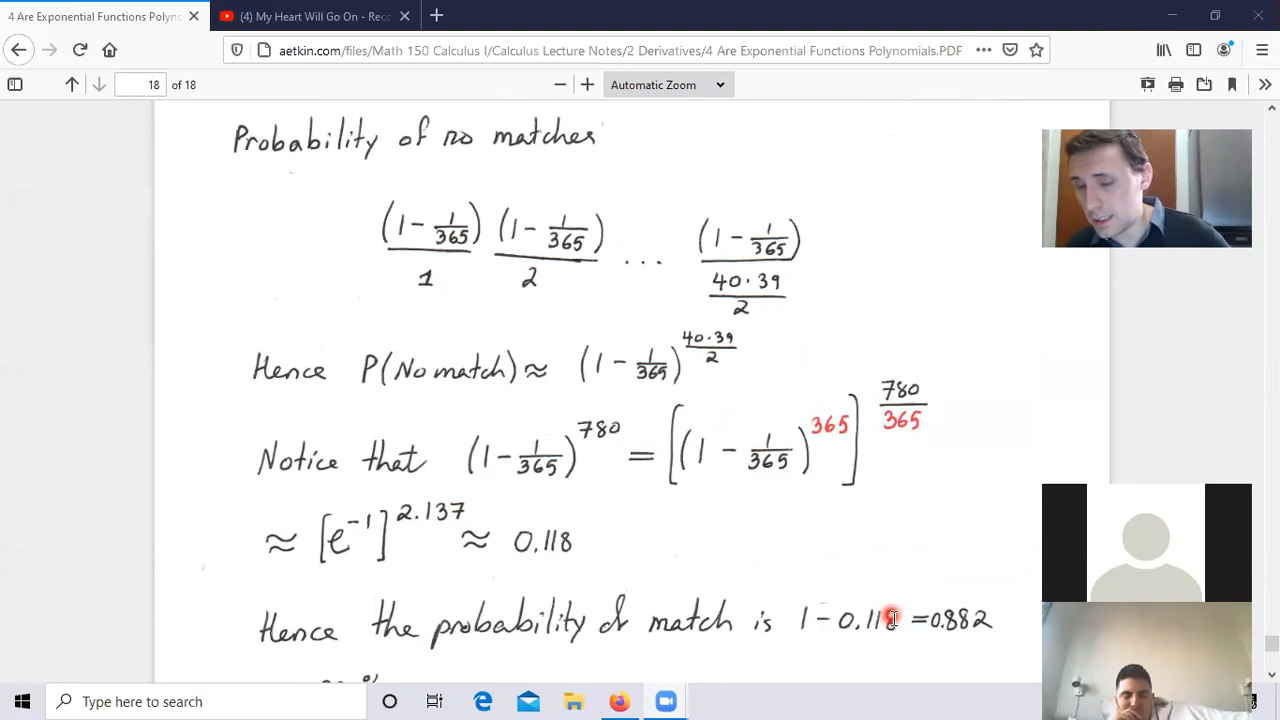 4 Are Exponential Functions Polync
(4) My Heart Will Go On - Reco
aetkin.com/files/Math 150 Calculus I/Calculus Lecture Notes/2 Derivatives/4 Are Exponential Functions Polynomials.PDF
18 of 18
Automatic Zoom
Probability of no matches
(1 - 1/365) (1 - 1/365) ... (1 - 1/365)
1 2 40·39/2
Hence P(No match) ≈ (1 - 1/365)^(40·39/2)
Notice that (1 - 1/365)^780 = [(1 - 1/365)^365]^(780/365)
≈ [e^-1]^2.137 ≈ 0.118
Hence the probability of match is 1 - 0.118 = 0.882
Type here to search